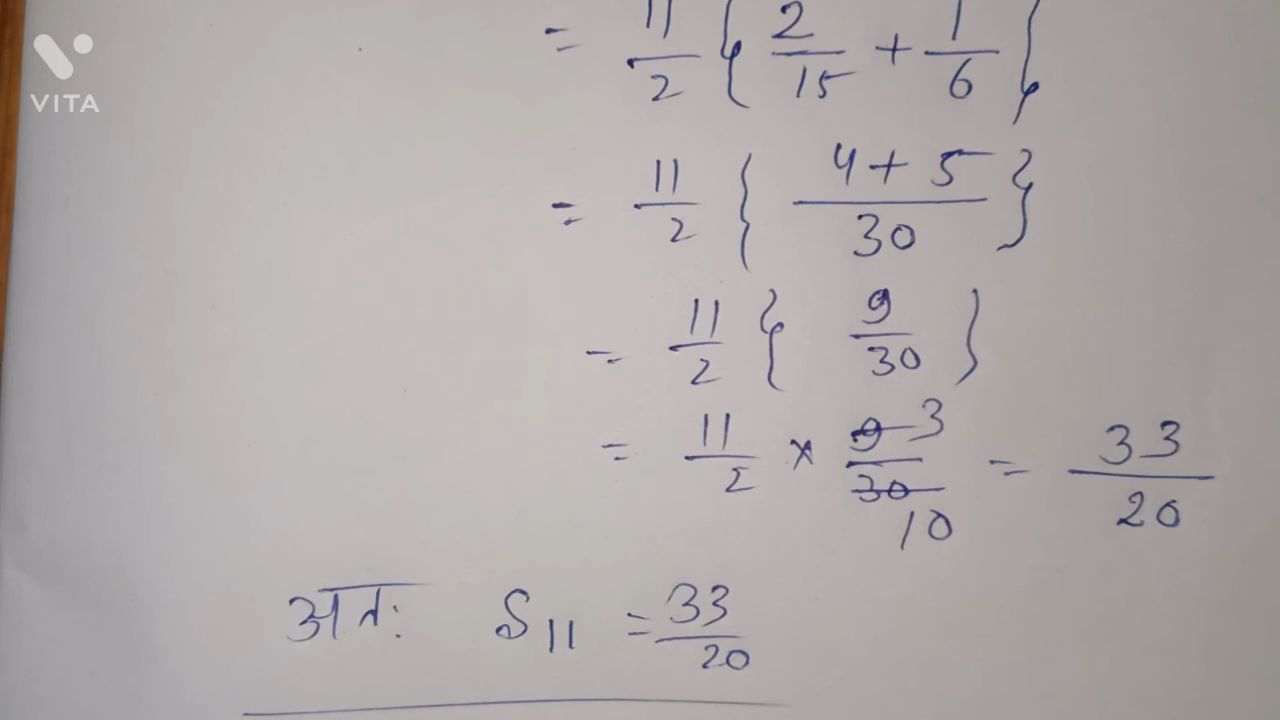 VITA
= 11/2 { 2/15 + 1/6 }
= 11/2 { 4 + 5/30 }
= 11/2 { 9/30 }
= 11/2 × 9 3/30 10 = 33/20
अतः S11 = 33/20